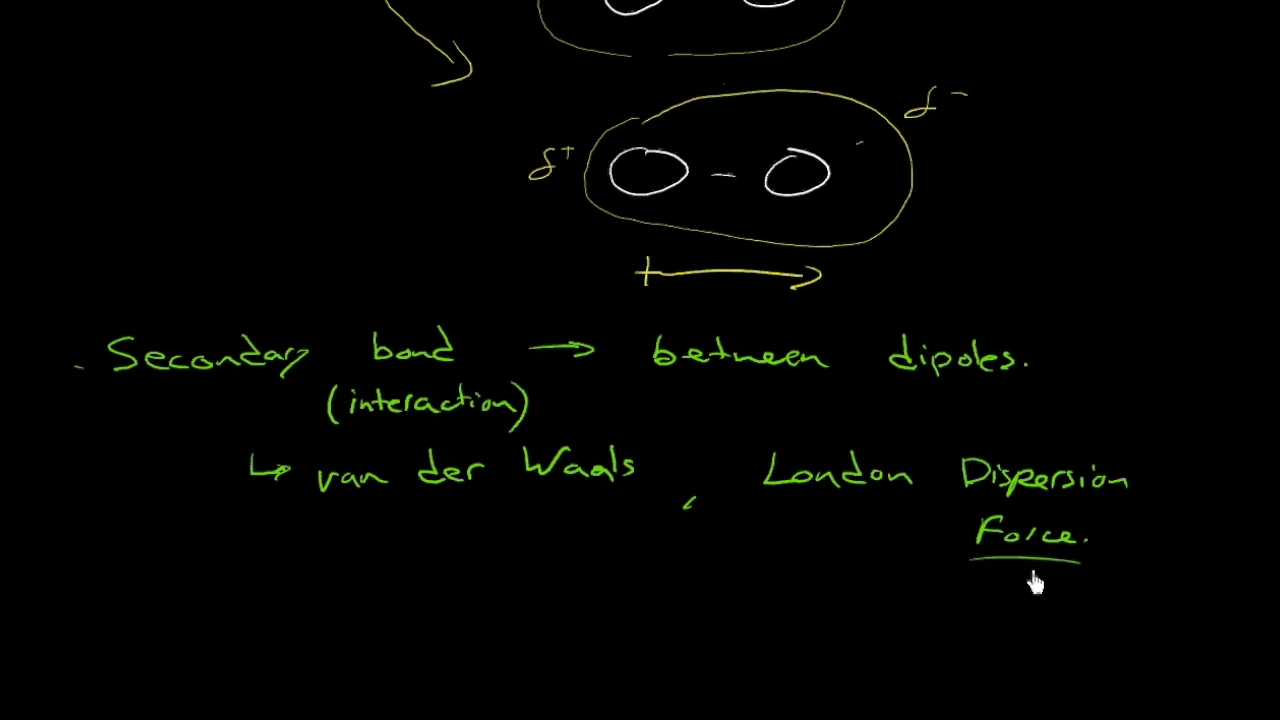 δ⁻
δ⁺
Secondary bond → between dipoles.
(interaction)
↳ van der Waals , London Dispersion
Force.